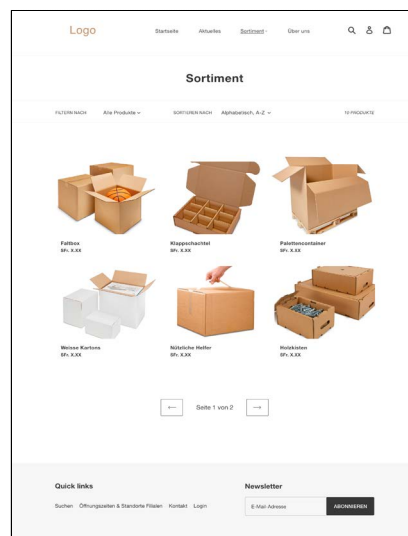 Logo
Startseite Aktuelles Sortiment Über uns
Sortiment
FILTERN NACH Alle Produkte SORTIEREN NACH Alphabetisch, A-Z 10 PRODUKTE
Faltbox Klappschachtel Palettencontainer
SFr. X.XX SFr. X.XX SFr. X.XX
Weisse Kartons Nützliche Helfer Holzkisten
SFr. X.XX SFr. X.XX SFr. X.XX
Seite 1 von 2
Quick links Newsletter
Suchen Öffnungszeiten & Standorte Filialen Kontakt Login E-Mail-Adresse ABONNIEREN